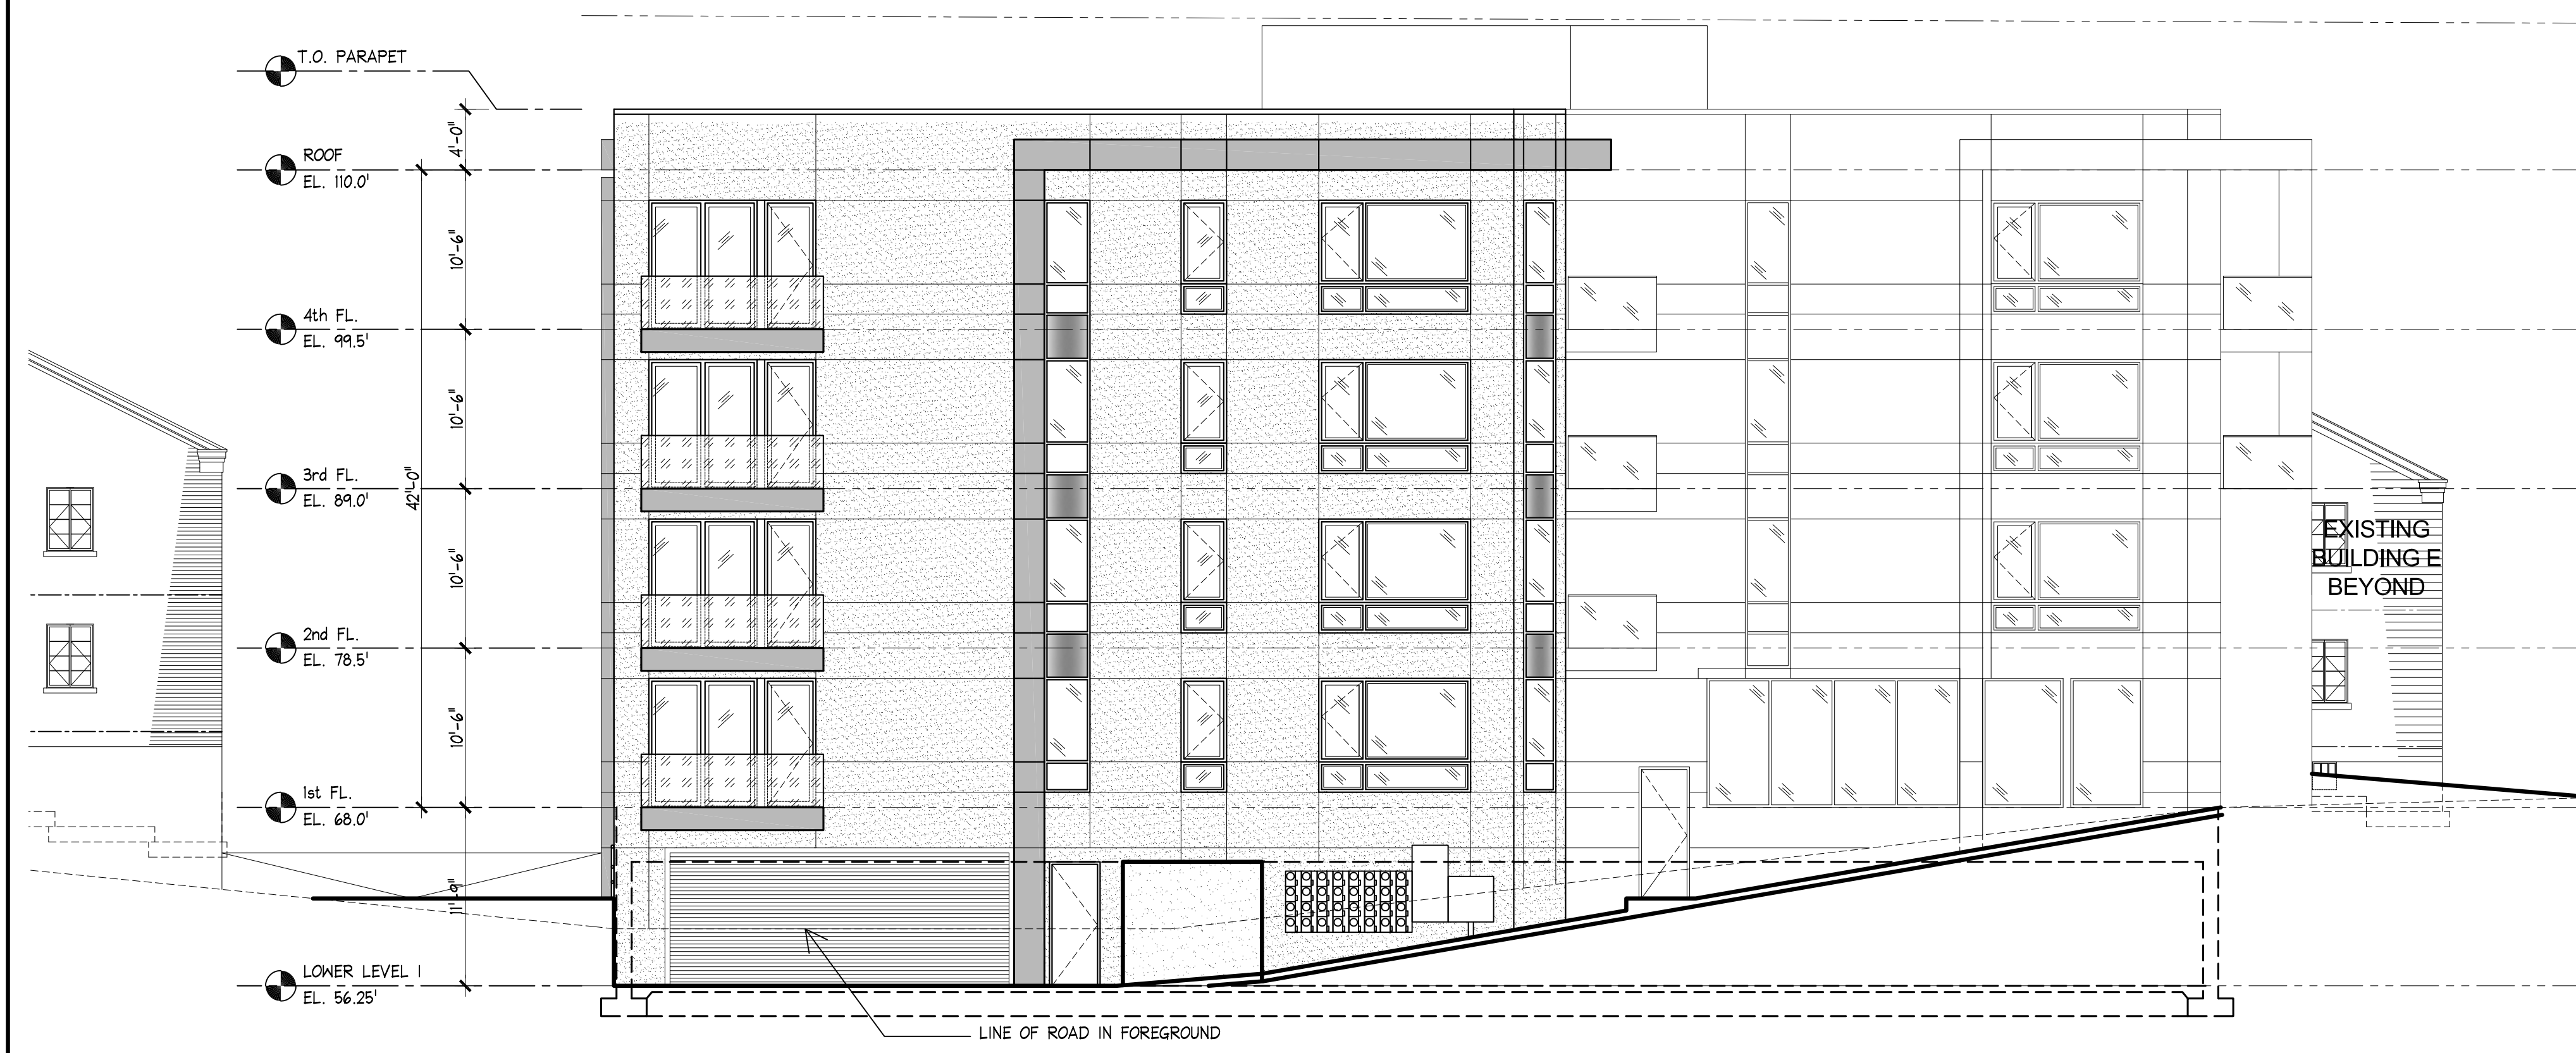 T.O. PARAPET
4'-0"
ROOF
EL. 110.0'
10'-6"
4th FL.
EL. 99.5'
10'-6"
3rd FL.
EL. 89.0'
42'-0"
10'-6"
2nd FL.
EL. 78.5'
10'-6"
1st FL.
EL. 68.0'
11'-9"
LOWER LEVEL 1
EL. 56.25'
LINE OF ROAD IN FOREGROUND
EXISTING
BUILDING E
BEYOND